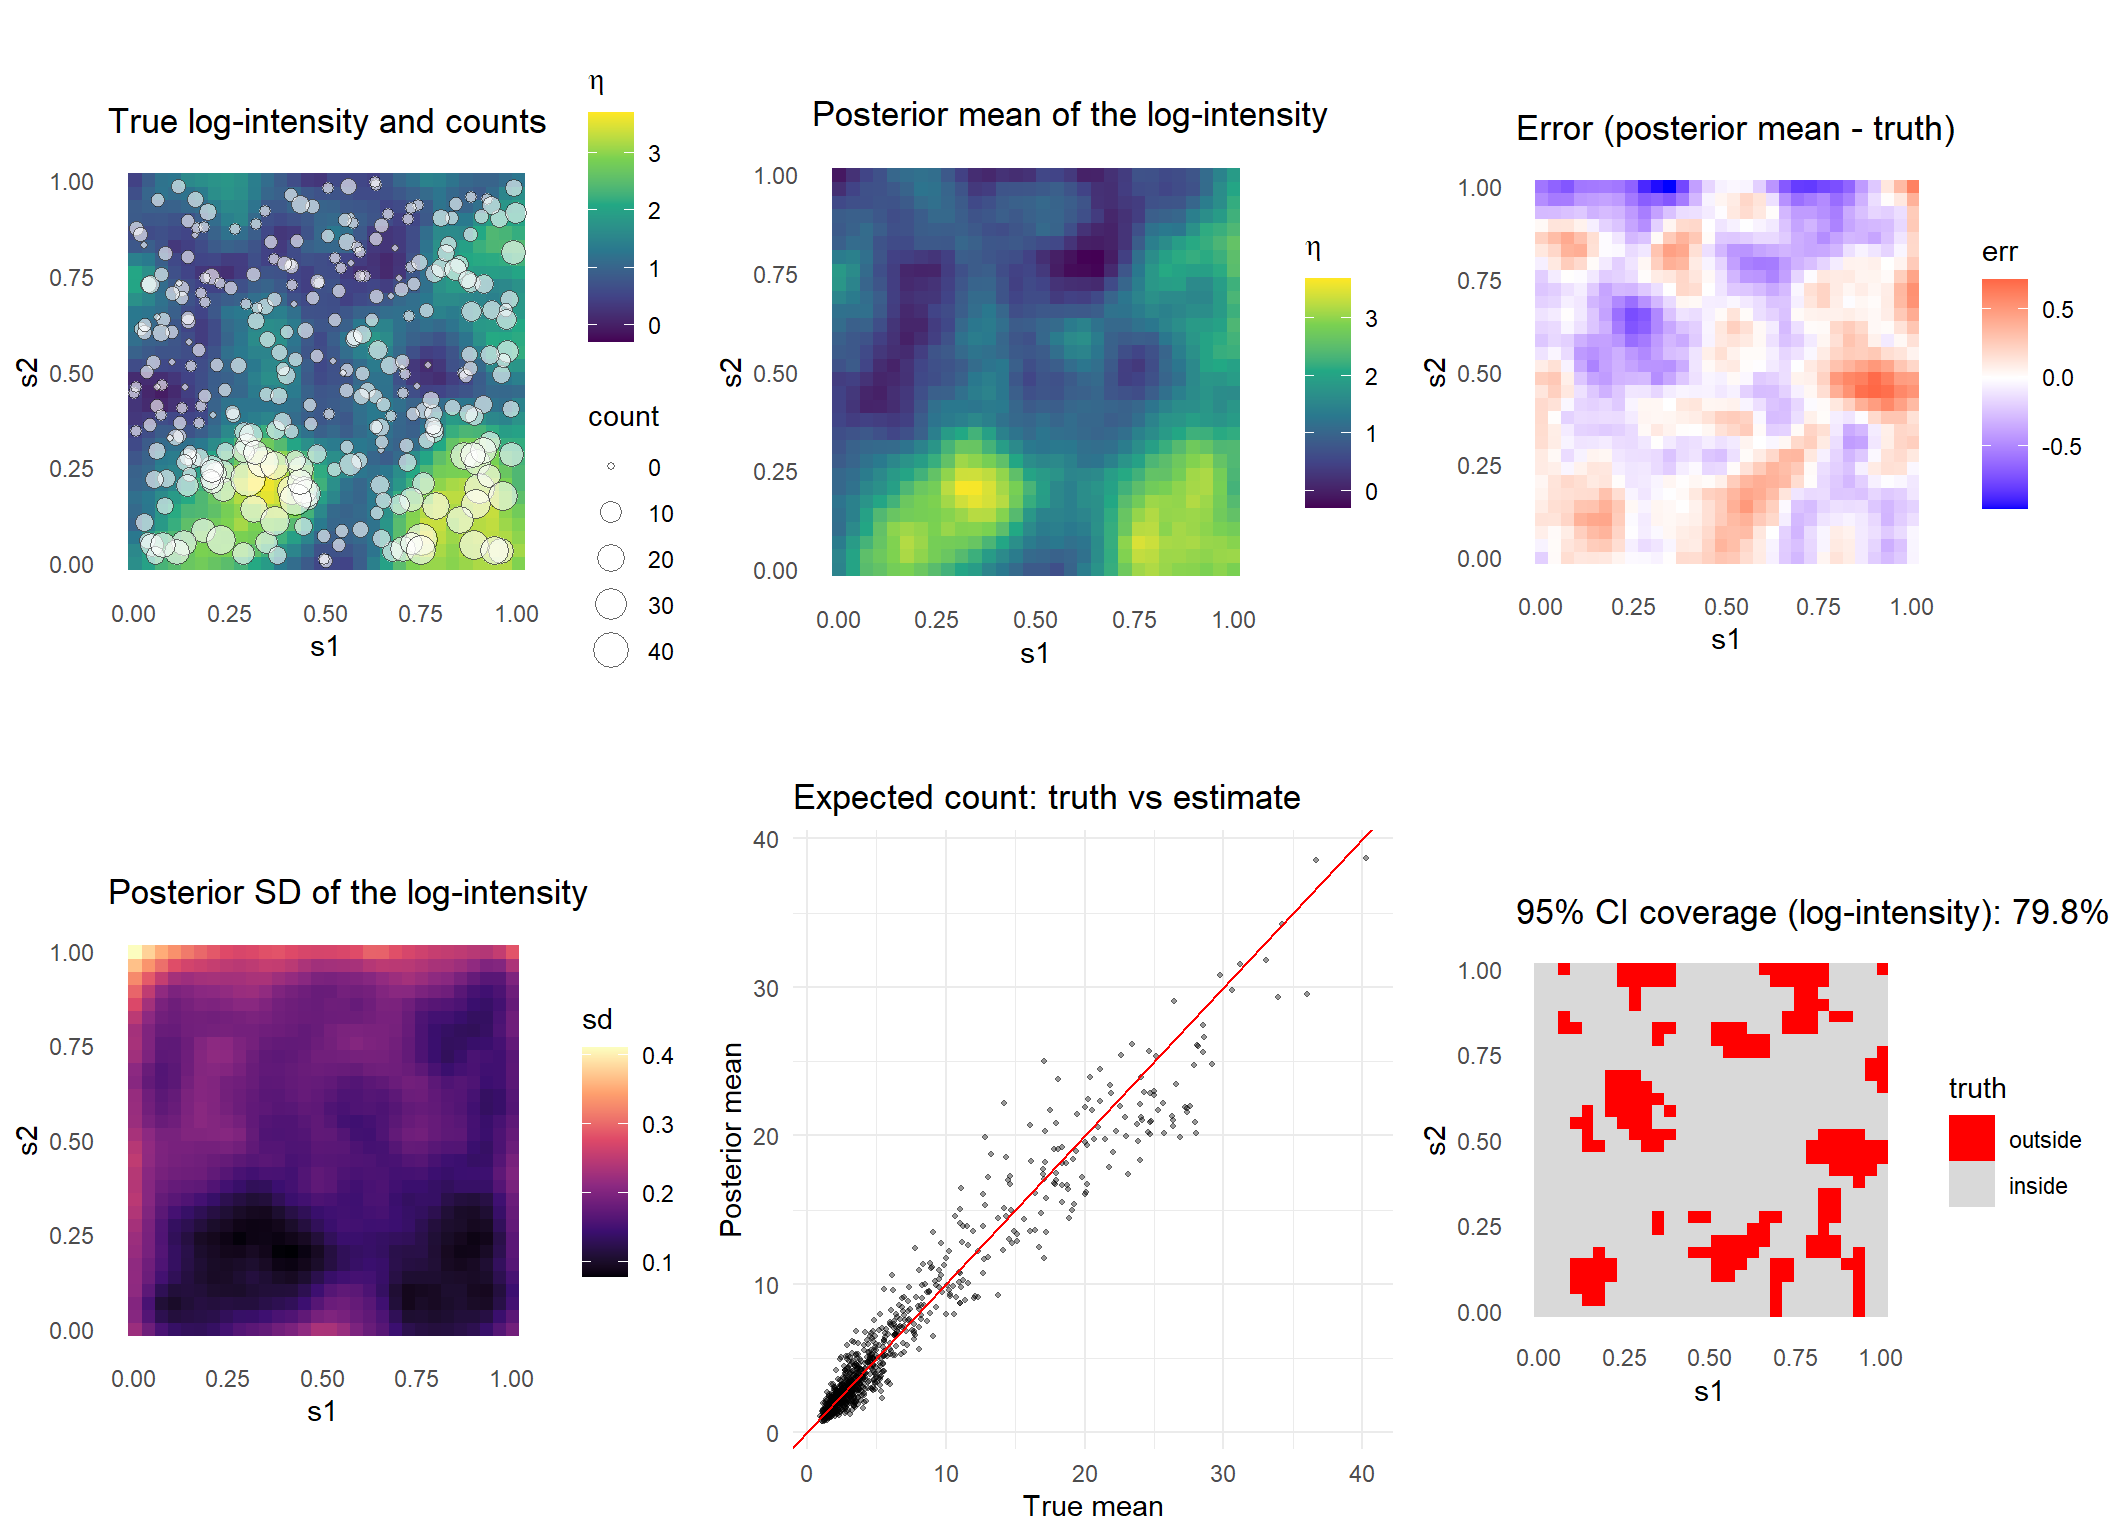 True log-intensity and counts
s2
1.00
0.75
0.50
0.25
0.00
0.00 0.25 0.50 0.75 1.00
s1
η
3
2
1
0
count
0
10
20
30
40
Posterior mean of the log-intensity
s2
1.00
0.75
0.50
0.25
0.00
0.00 0.25 0.50 0.75 1.00
s1
η
3
2
1
0
Error (posterior mean - truth)
s2
1.00
0.75
0.50
0.25
0.00
0.00 0.25 0.50 0.75 1.00
s1
err
0.5
0.0
-0.5
Posterior SD of the log-intensity
s2
1.00
0.75
0.50
0.25
0.00
0.00 0.25 0.50 0.75 1.00
s1
sd
0.4
0.3
0.2
0.1
Expected count: truth vs estimate
Posterior mean
40
30
20
10
0
0 10 20 30 40
True mean
95% CI coverage (log-intensity): 79.8%
s2
1.00
0.75
0.50
0.25
0.00
0.00 0.25 0.50 0.75 1.00
s1
truth
outside
inside